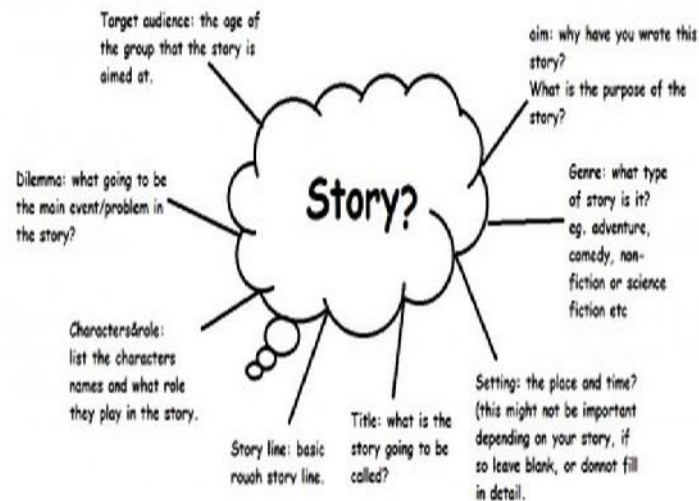 Target audience: the age of
the group that the story is
aimed at.
aim: why have you wrote this
story?
What is the purpose of the
story?
Dilemma: what going to be
the main event/problem in
the story?
Story?
Genre: what type
of story is it?
eg. adventure,
comedy, non-
fiction or science
fiction etc
Characters&role:
list the characters
names and what role
they play in the story.
Story line: basic
rough story line.
Title: what is the
story going to be
called?
Setting: the place and time?
(this might not be important
depending on your story, if
so leave blank, or donnot fill
in detail.